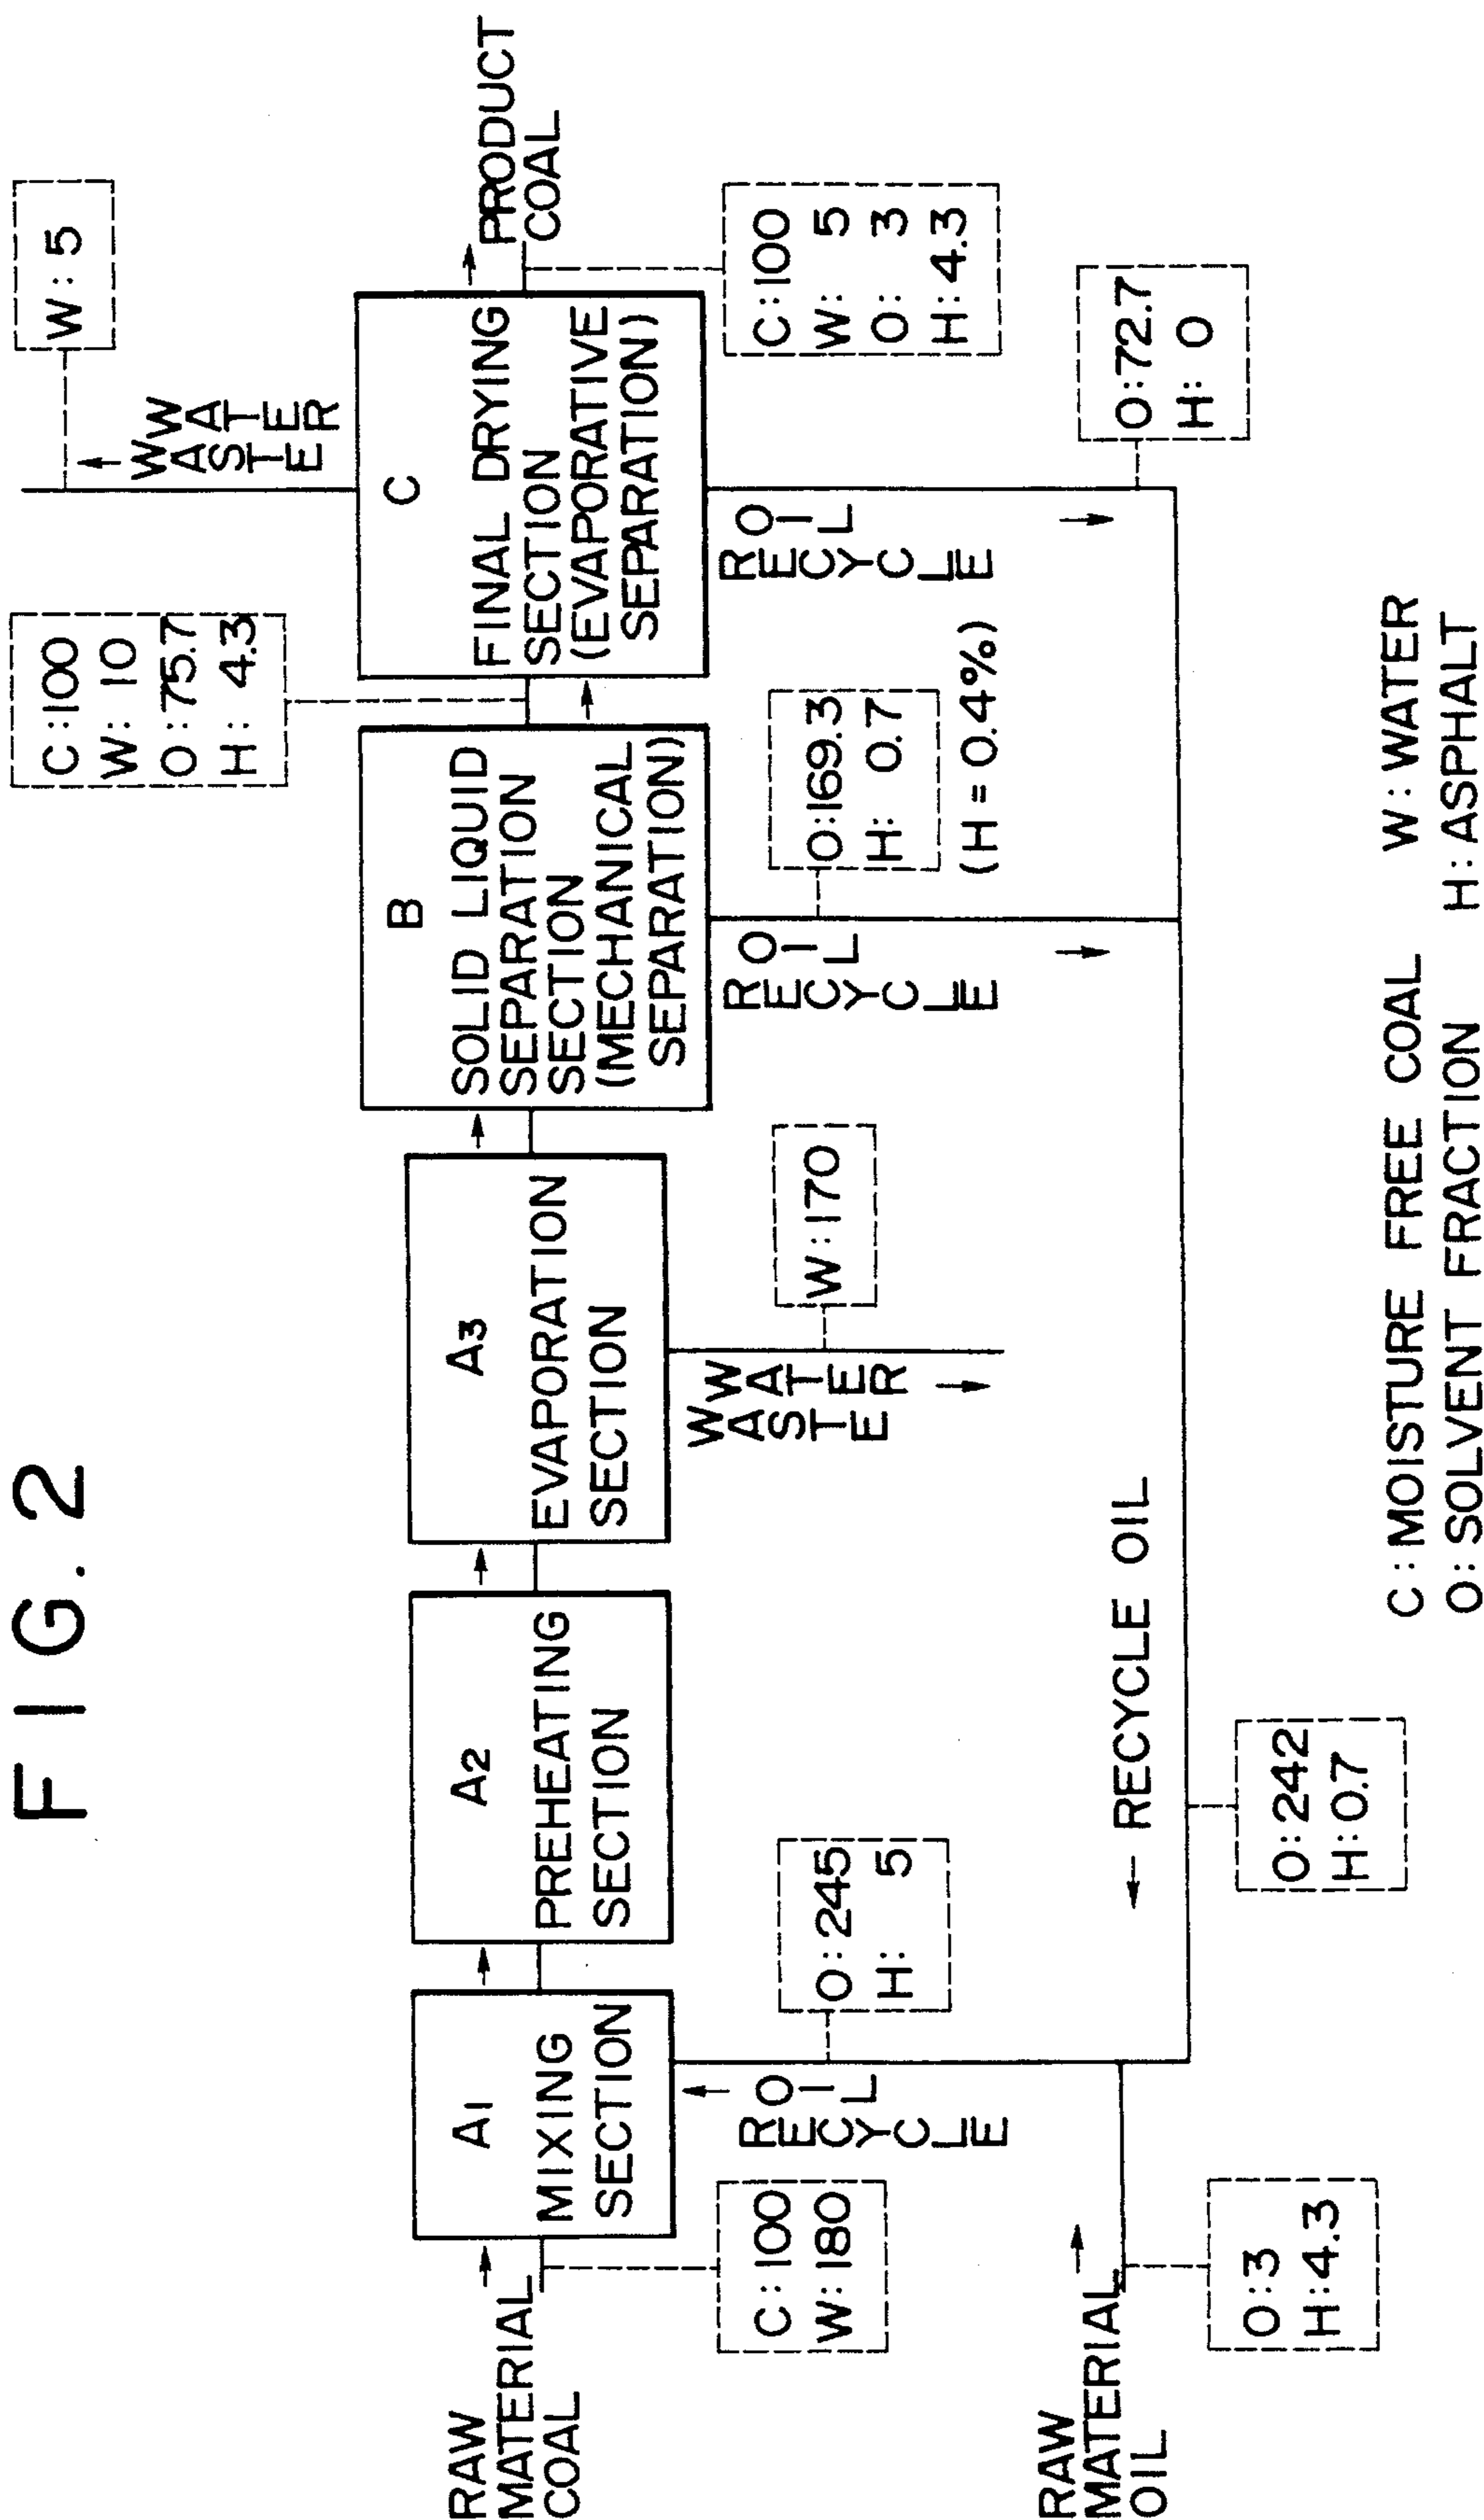 FIG.2
RAW
MATERIAL
COAL
C:100
W:180
A1
MIXING
SECTION
A2
PREHEATING
SECTION
A3
EVAPORATION
SECTION
B
SOLID LIQUID
SEPARATION
SECTION
(MECHANICAL
SEPARATION)
C:100
W:10
O:75.7
H:4.3
C
FINAL DRYING
SECTION
(EVAPORATIVE
SEPARATION)
WASTE
WATER
W:5
PRODUCT
COAL
C:100
W:5
O:3
H:4.3
RECYCLE
OIL
O:245
H:5
WASTE
WATER
W:170
RECYCLE
OIL
O:169.3
H:0.7
(H=0.4%)
RECYCLE
OIL
O:72.7
H:0
RAW
MATERIAL
OIL
O:3
H:4.3
RECYCLE OIL
O:242
H:0.7
C:MOISTURE FREE COAL W:WATER
O:SOLVENT FRACTION H:ASPHALT